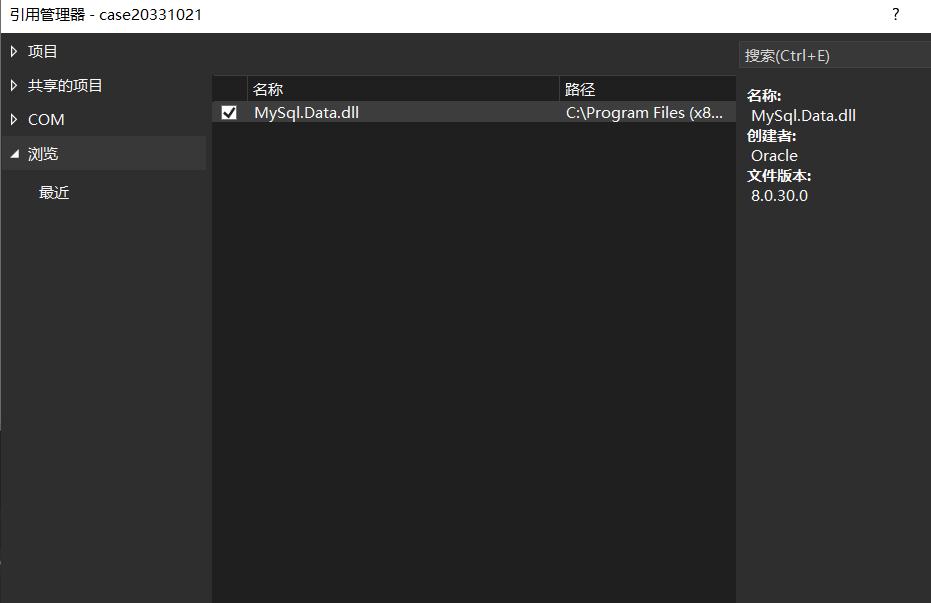 引用管理器 - case20331021
?
项目
共享的项目
COM
浏览
最近
名称 路径
MySql.Data.dll C:\Program Files (x8...
搜索(Ctrl+E)
名称:
MySql.Data.dll
创建者:
Oracle
文件版本:
8.0.30.0